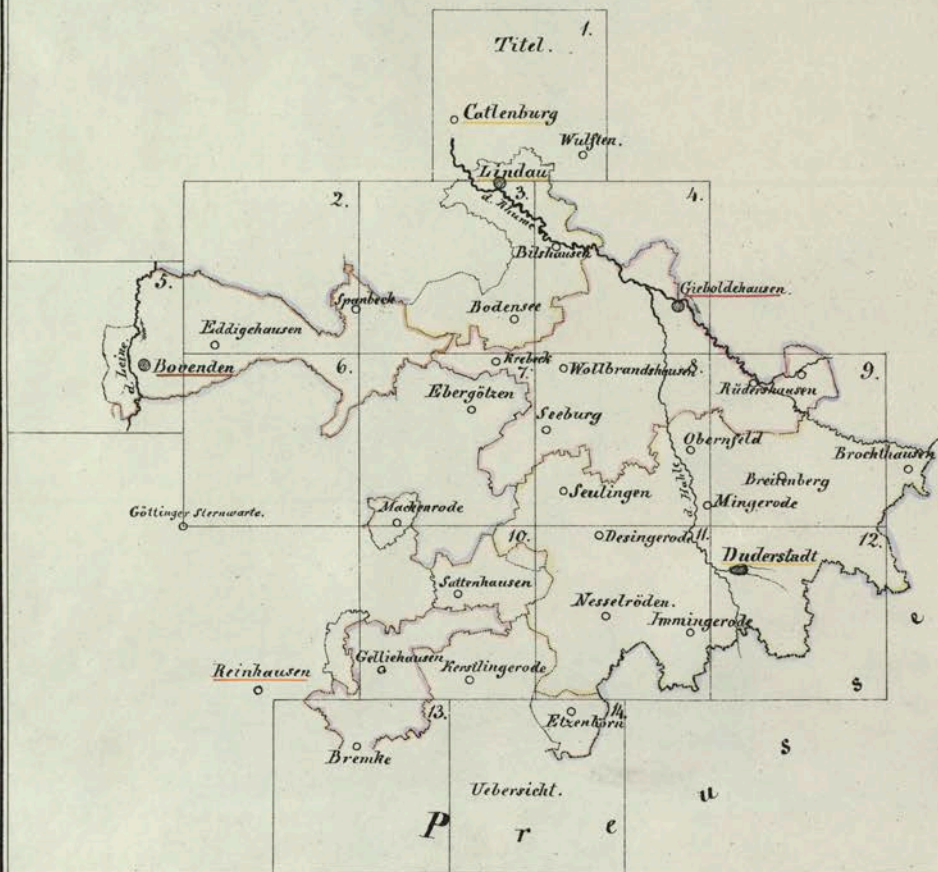 1.
Titel.
Catlenburg
Wulften.
Lindau
2.
3.
4.
d. Rhume
Bilshausen
5.
Spanbeck
Gieboldehausen.
Eddigehausen
Bodensee
d. Leine.
Bovenden
6.
Krebeck
7.
Wollbrandshausen
8.
9.
Rüdershausen
Ebergötzen
Seeburg
Obernfeld
Brochthausen
d. Hahle
Breitenberg
Seulingen
Mingerode
Göttinger Sternwarte.
Mackenrode
10.
Desingerode
11.
12.
Duderstadt
Sattenhausen
Nesselröden.
Immingerode
Gelliehausen
Kerstlingerode
Reinhausen
13.
Etzenborn
14.
Bremke
Uebersicht.
P r e u s s e